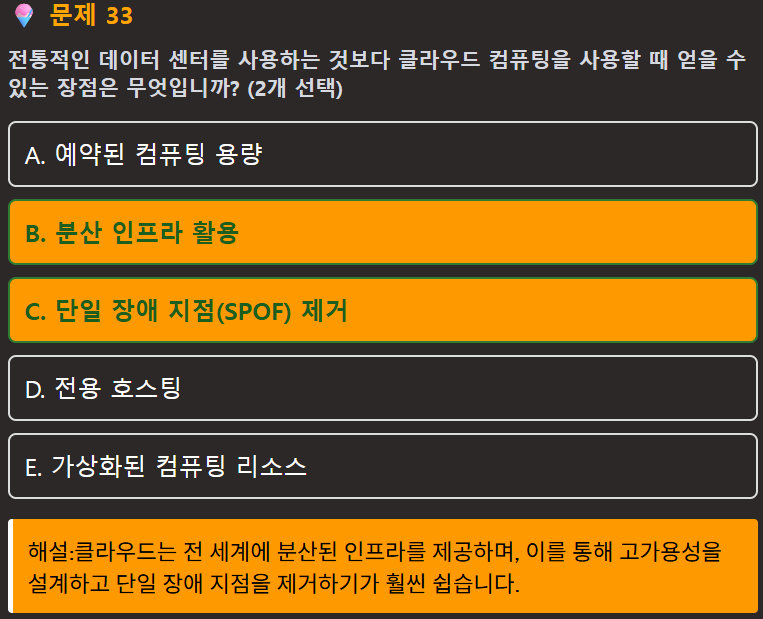 문제 33
전통적인 데이터 센터를 사용하는 것보다 클라우드 컴퓨팅을 사용할 때 얻을 수
있는 장점은 무엇입니까? (2개 선택)
A. 예약된 컴퓨팅 용량
B. 분산 인프라 활용
C. 단일 장애 지점(SPOF) 제거
D. 전용 호스팅
E. 가상화된 컴퓨팅 리소스
해설:클라우드는 전 세계에 분산된 인프라를 제공하며, 이를 통해 고가용성을
설계하고 단일 장애 지점을 제거하기가 훨씬 쉽습니다.